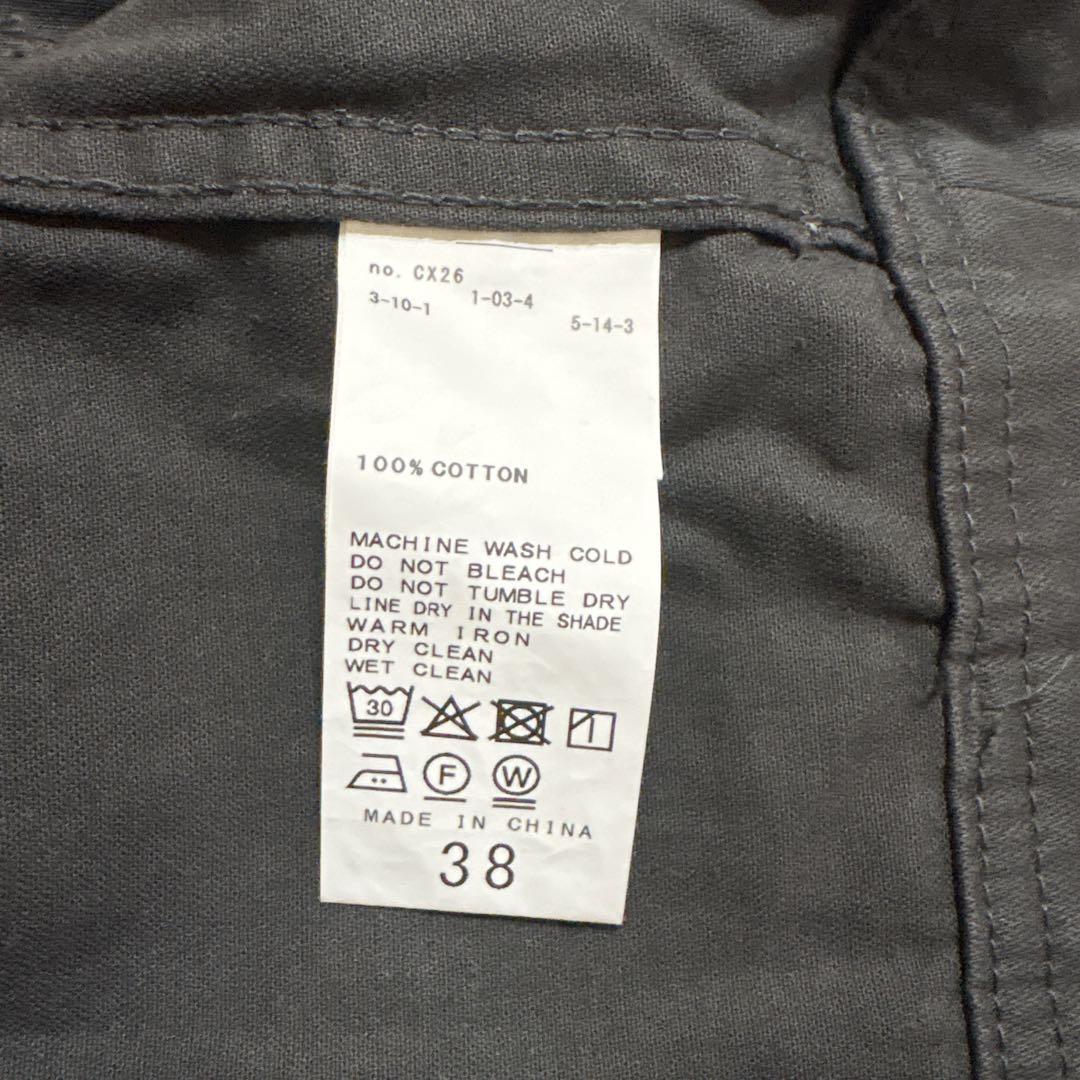 no. CX26
3-10-1 1-03-4 5-14-3
100% COTTON
MACHINE WASH COLD
DO NOT BLEACH
DO NOT TUMBLE DRY
LINE DRY IN THE SHADE
WARM IRON
DRY CLEAN
WET CLEAN
30
F W
MADE IN CHINA
38